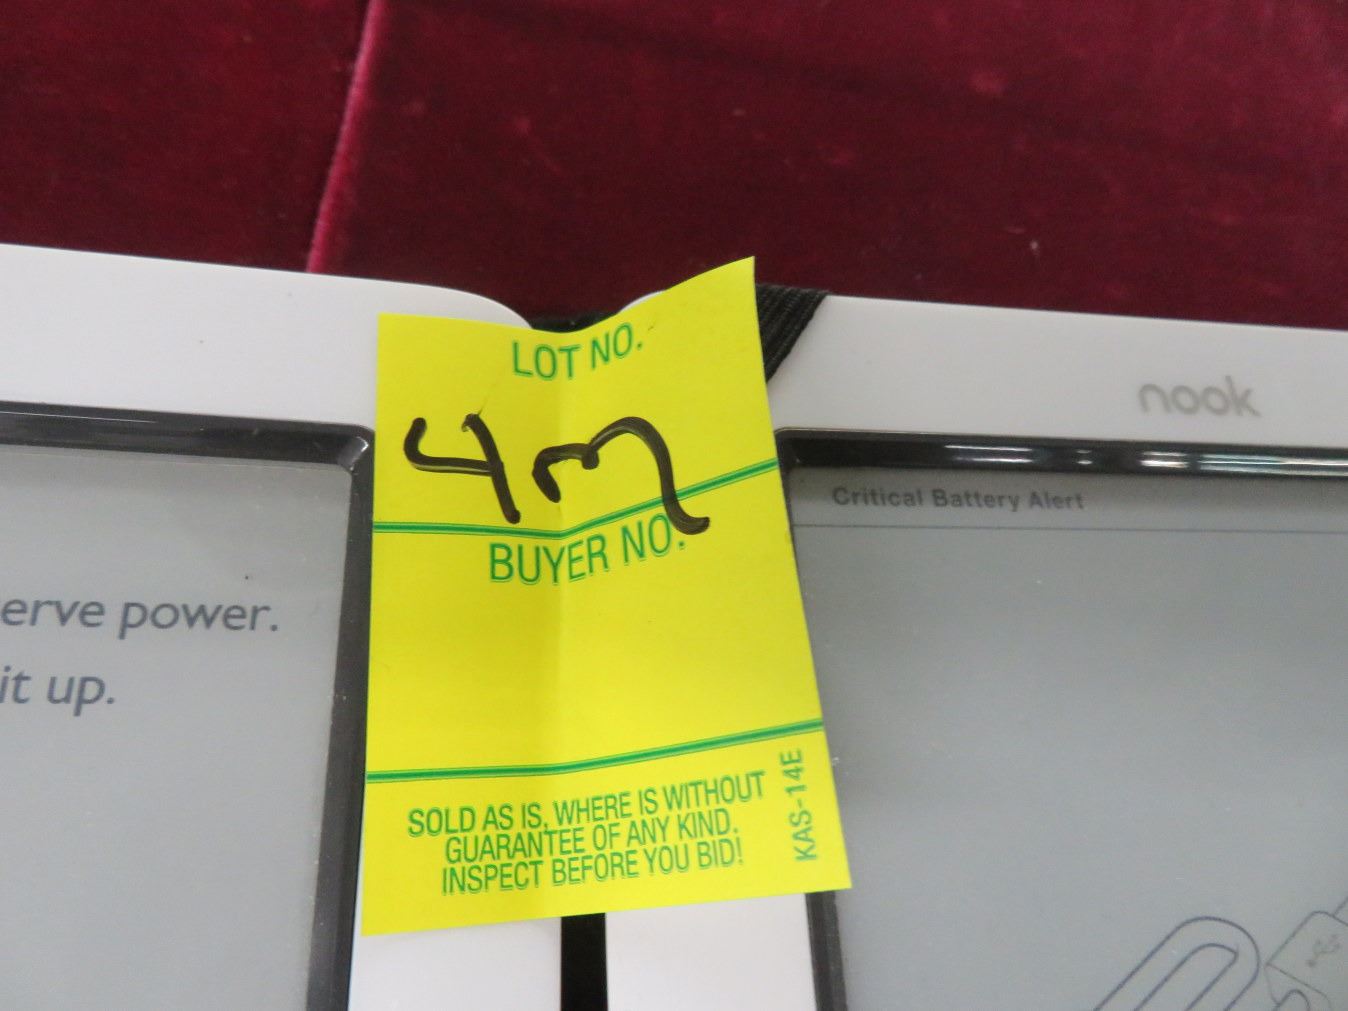 LOT NO.
4m
BUYER NO.
SOLD AS IS, WHERE IS WITHOUT
GUARANTEE OF ANY KIND.
INSPECT BEFORE YOU BID!
KAS-14E
nook
Critical Battery Alert
erve power.
it up.